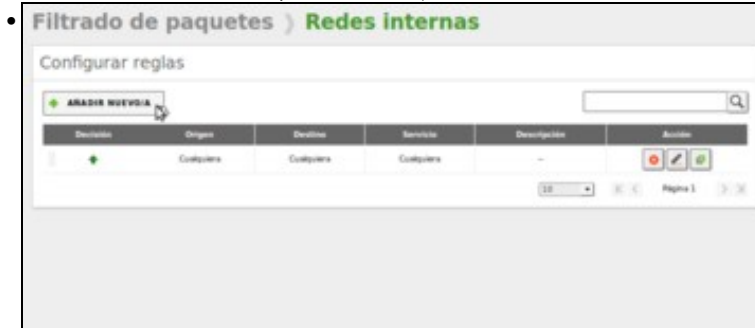 Filtrado de paquetes ⟩ Redes internas
Configurar reglas
AÑADIR NUEVO/A
Decisión Origen Destino Servicio Descripción Acción
Cualquiera Cualquiera Cualquiera -
10 Página 1